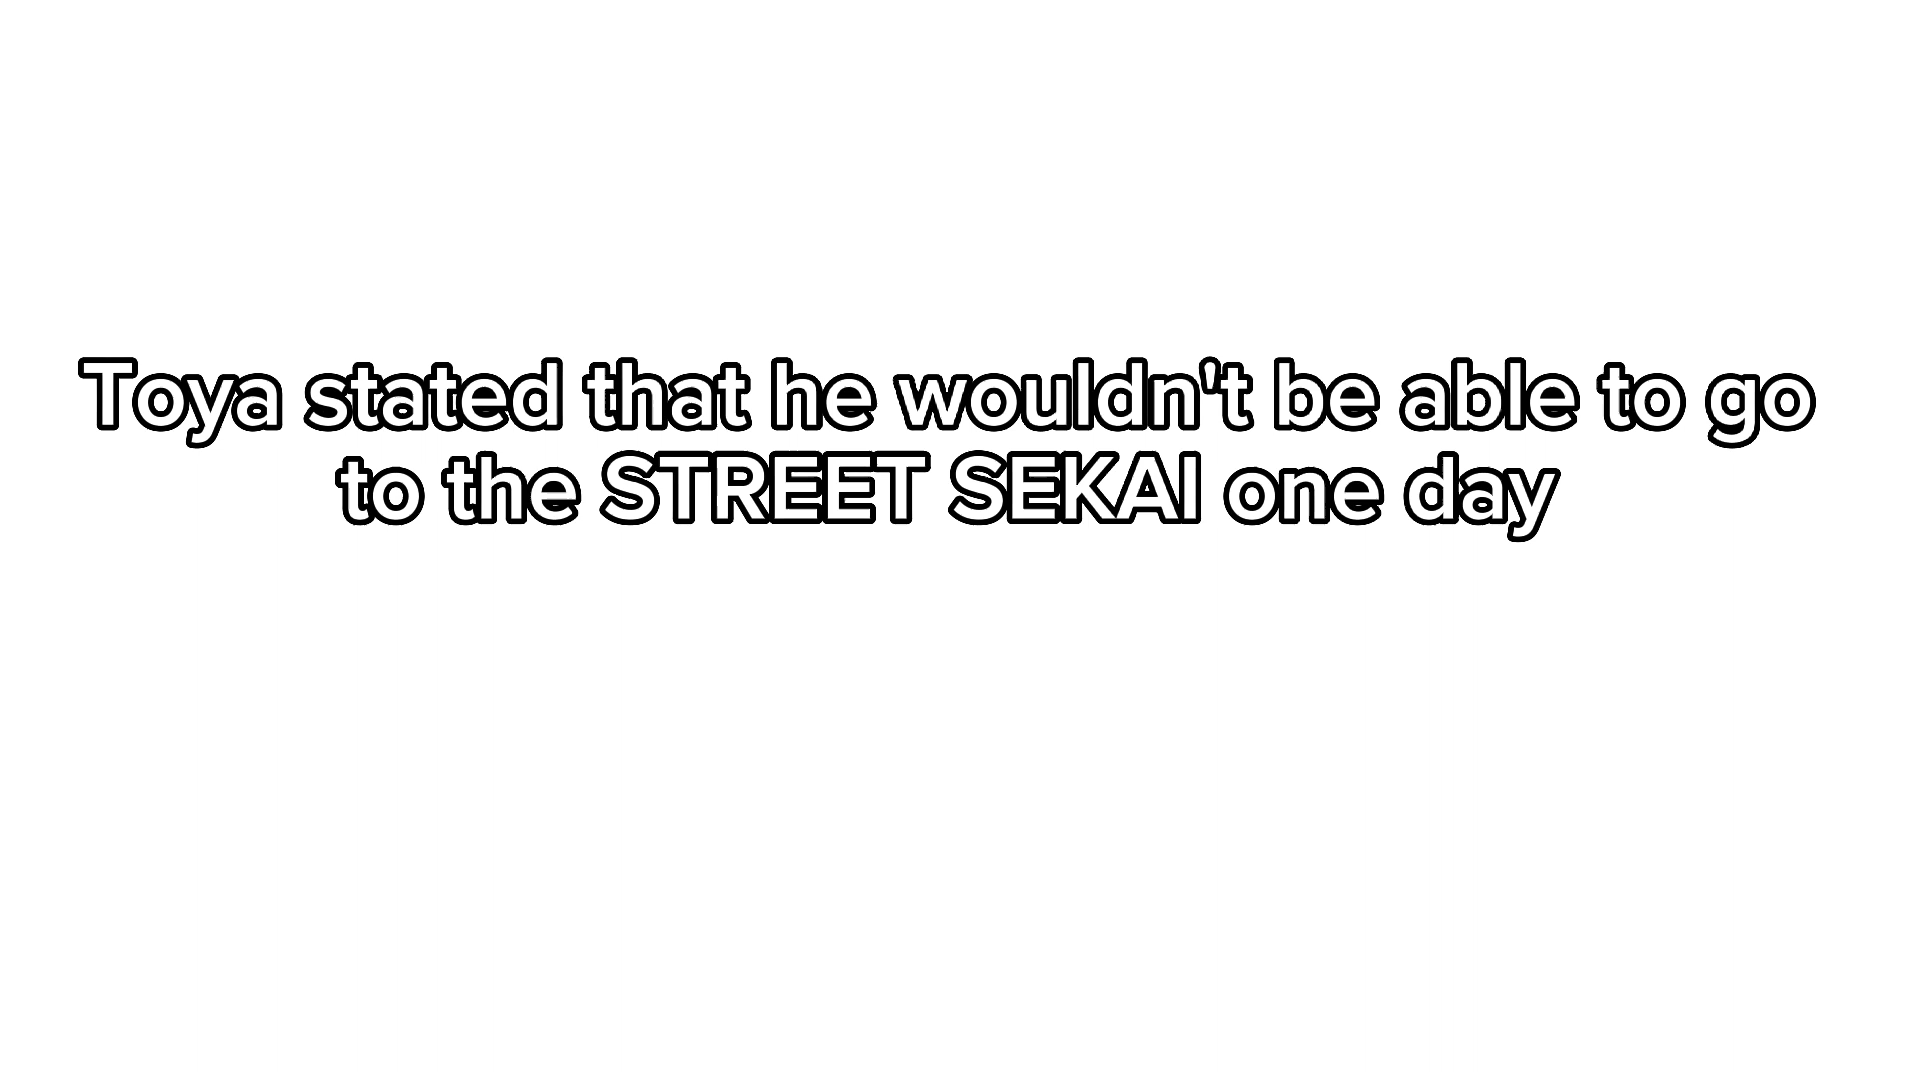 Toya stated that he wouldn't be able to go
to the STREET SEKAI one day